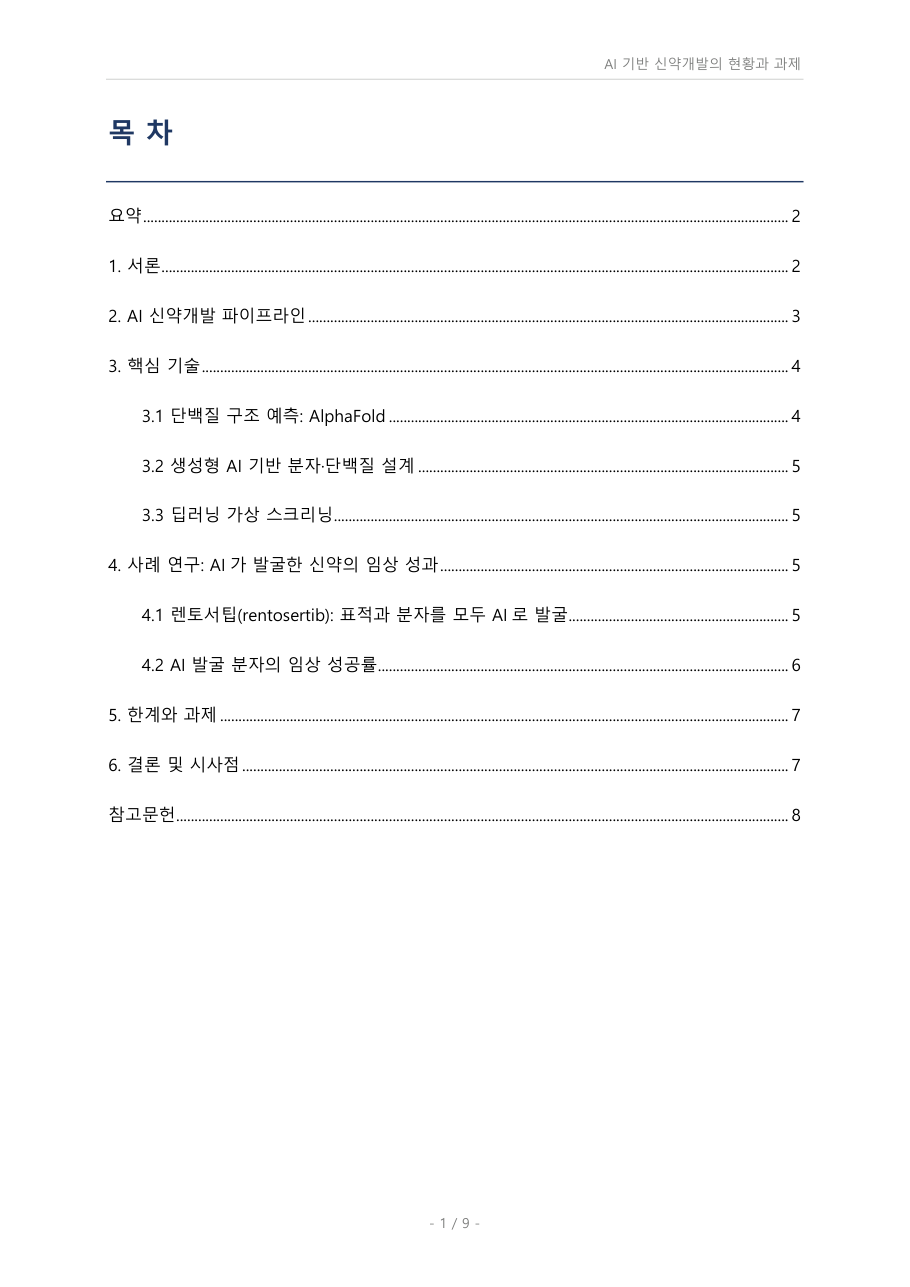 AI 기반 신약개발의 현황과 과제
목 차
요약 2
1. 서론 2
2. AI 신약개발 파이프라인 3
3. 핵심 기술 4
3.1 단백질 구조 예측: AlphaFold 4
3.2 생성형 AI 기반 분자·단백질 설계 5
3.3 딥러닝 가상 스크리닝 5
4. 사례 연구: AI 가 발굴한 신약의 임상 성과 5
4.1 렌토서팁(rentosertib): 표적과 분자를 모두 AI 로 발굴 5
4.2 AI 발굴 분자의 임상 성공률 6
5. 한계와 과제 7
6. 결론 및 시사점 7
참고문헌 8
- 1 / 9 -